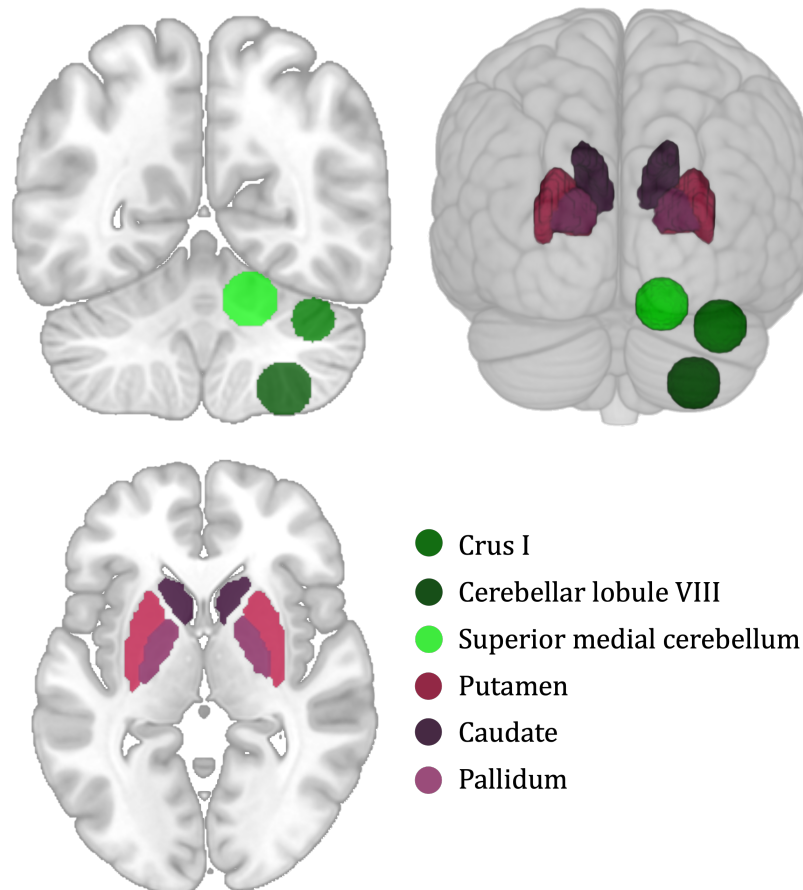 Crus I
Cerebellar lobule VIII
Superior medial cerebellum
Putamen
Caudate
Pallidum